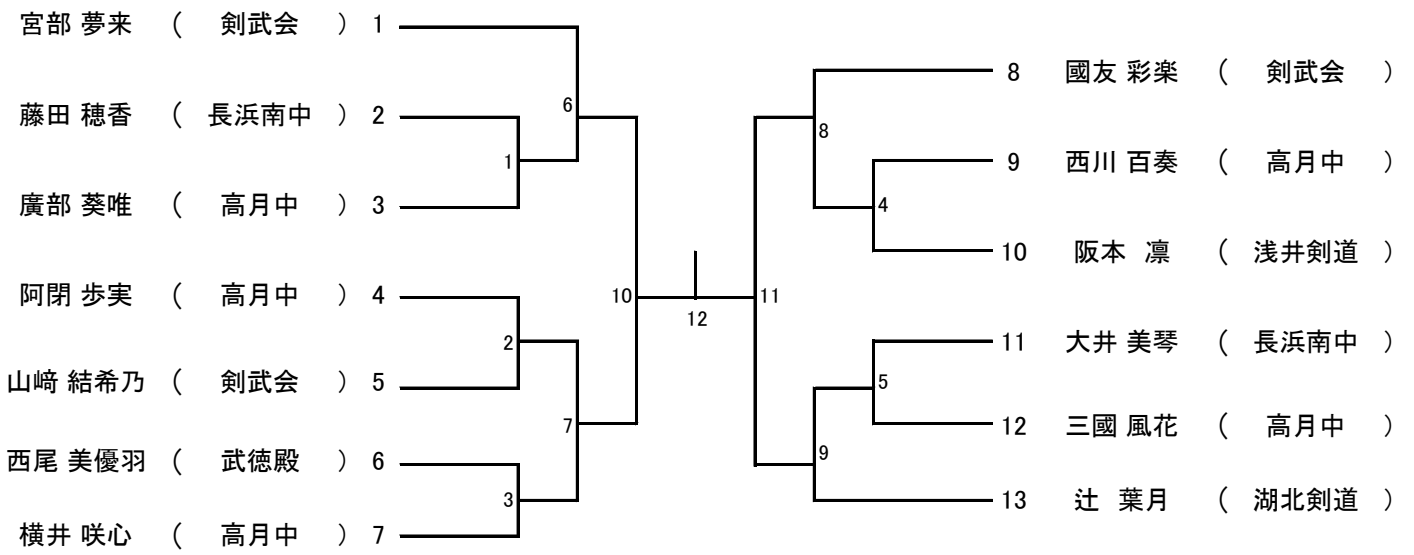 宮部 夢来 ( 剣武会 ) 1
藤田 穂香 ( 長浜南中 ) 2
廣部 葵唯 ( 高月中 ) 3
阿閉 歩実 ( 高月中 ) 4
山﨑 結希乃 ( 剣武会 ) 5
西尾 美優羽 ( 武徳殿 ) 6
横井 咲心 ( 高月中 ) 7
1
2
3
6
7
10
12
11
8
9
4
5
8 國友 彩楽 ( 剣武会 )
9 西川 百奏 ( 高月中 )
10 阪本 凛 ( 浅井剣道 )
11 大井 美琴 ( 長浜南中 )
12 三國 風花 ( 高月中 )
13 辻 葉月 ( 湖北剣道 )